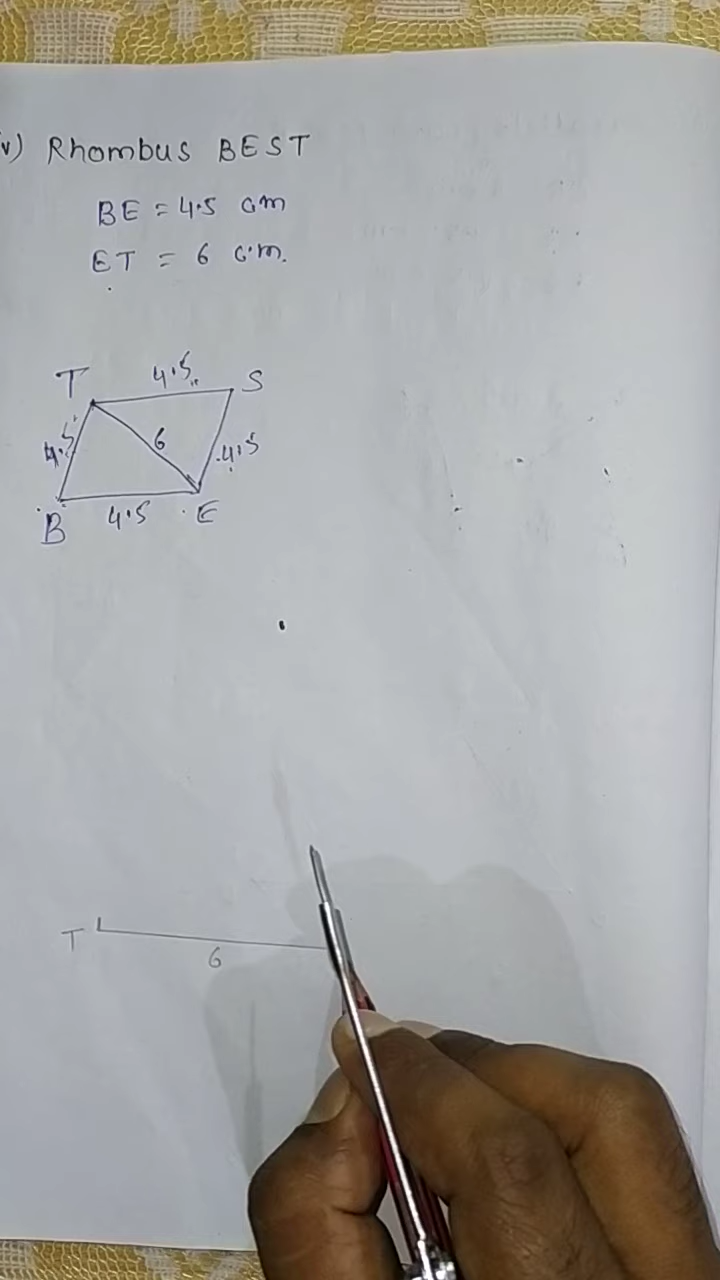 v) Rhombus BEST
BE = 4.5 cm
ET = 6 c.m.
T 4.5 S
4.5 6 4.5
B 4.5 E
T
6